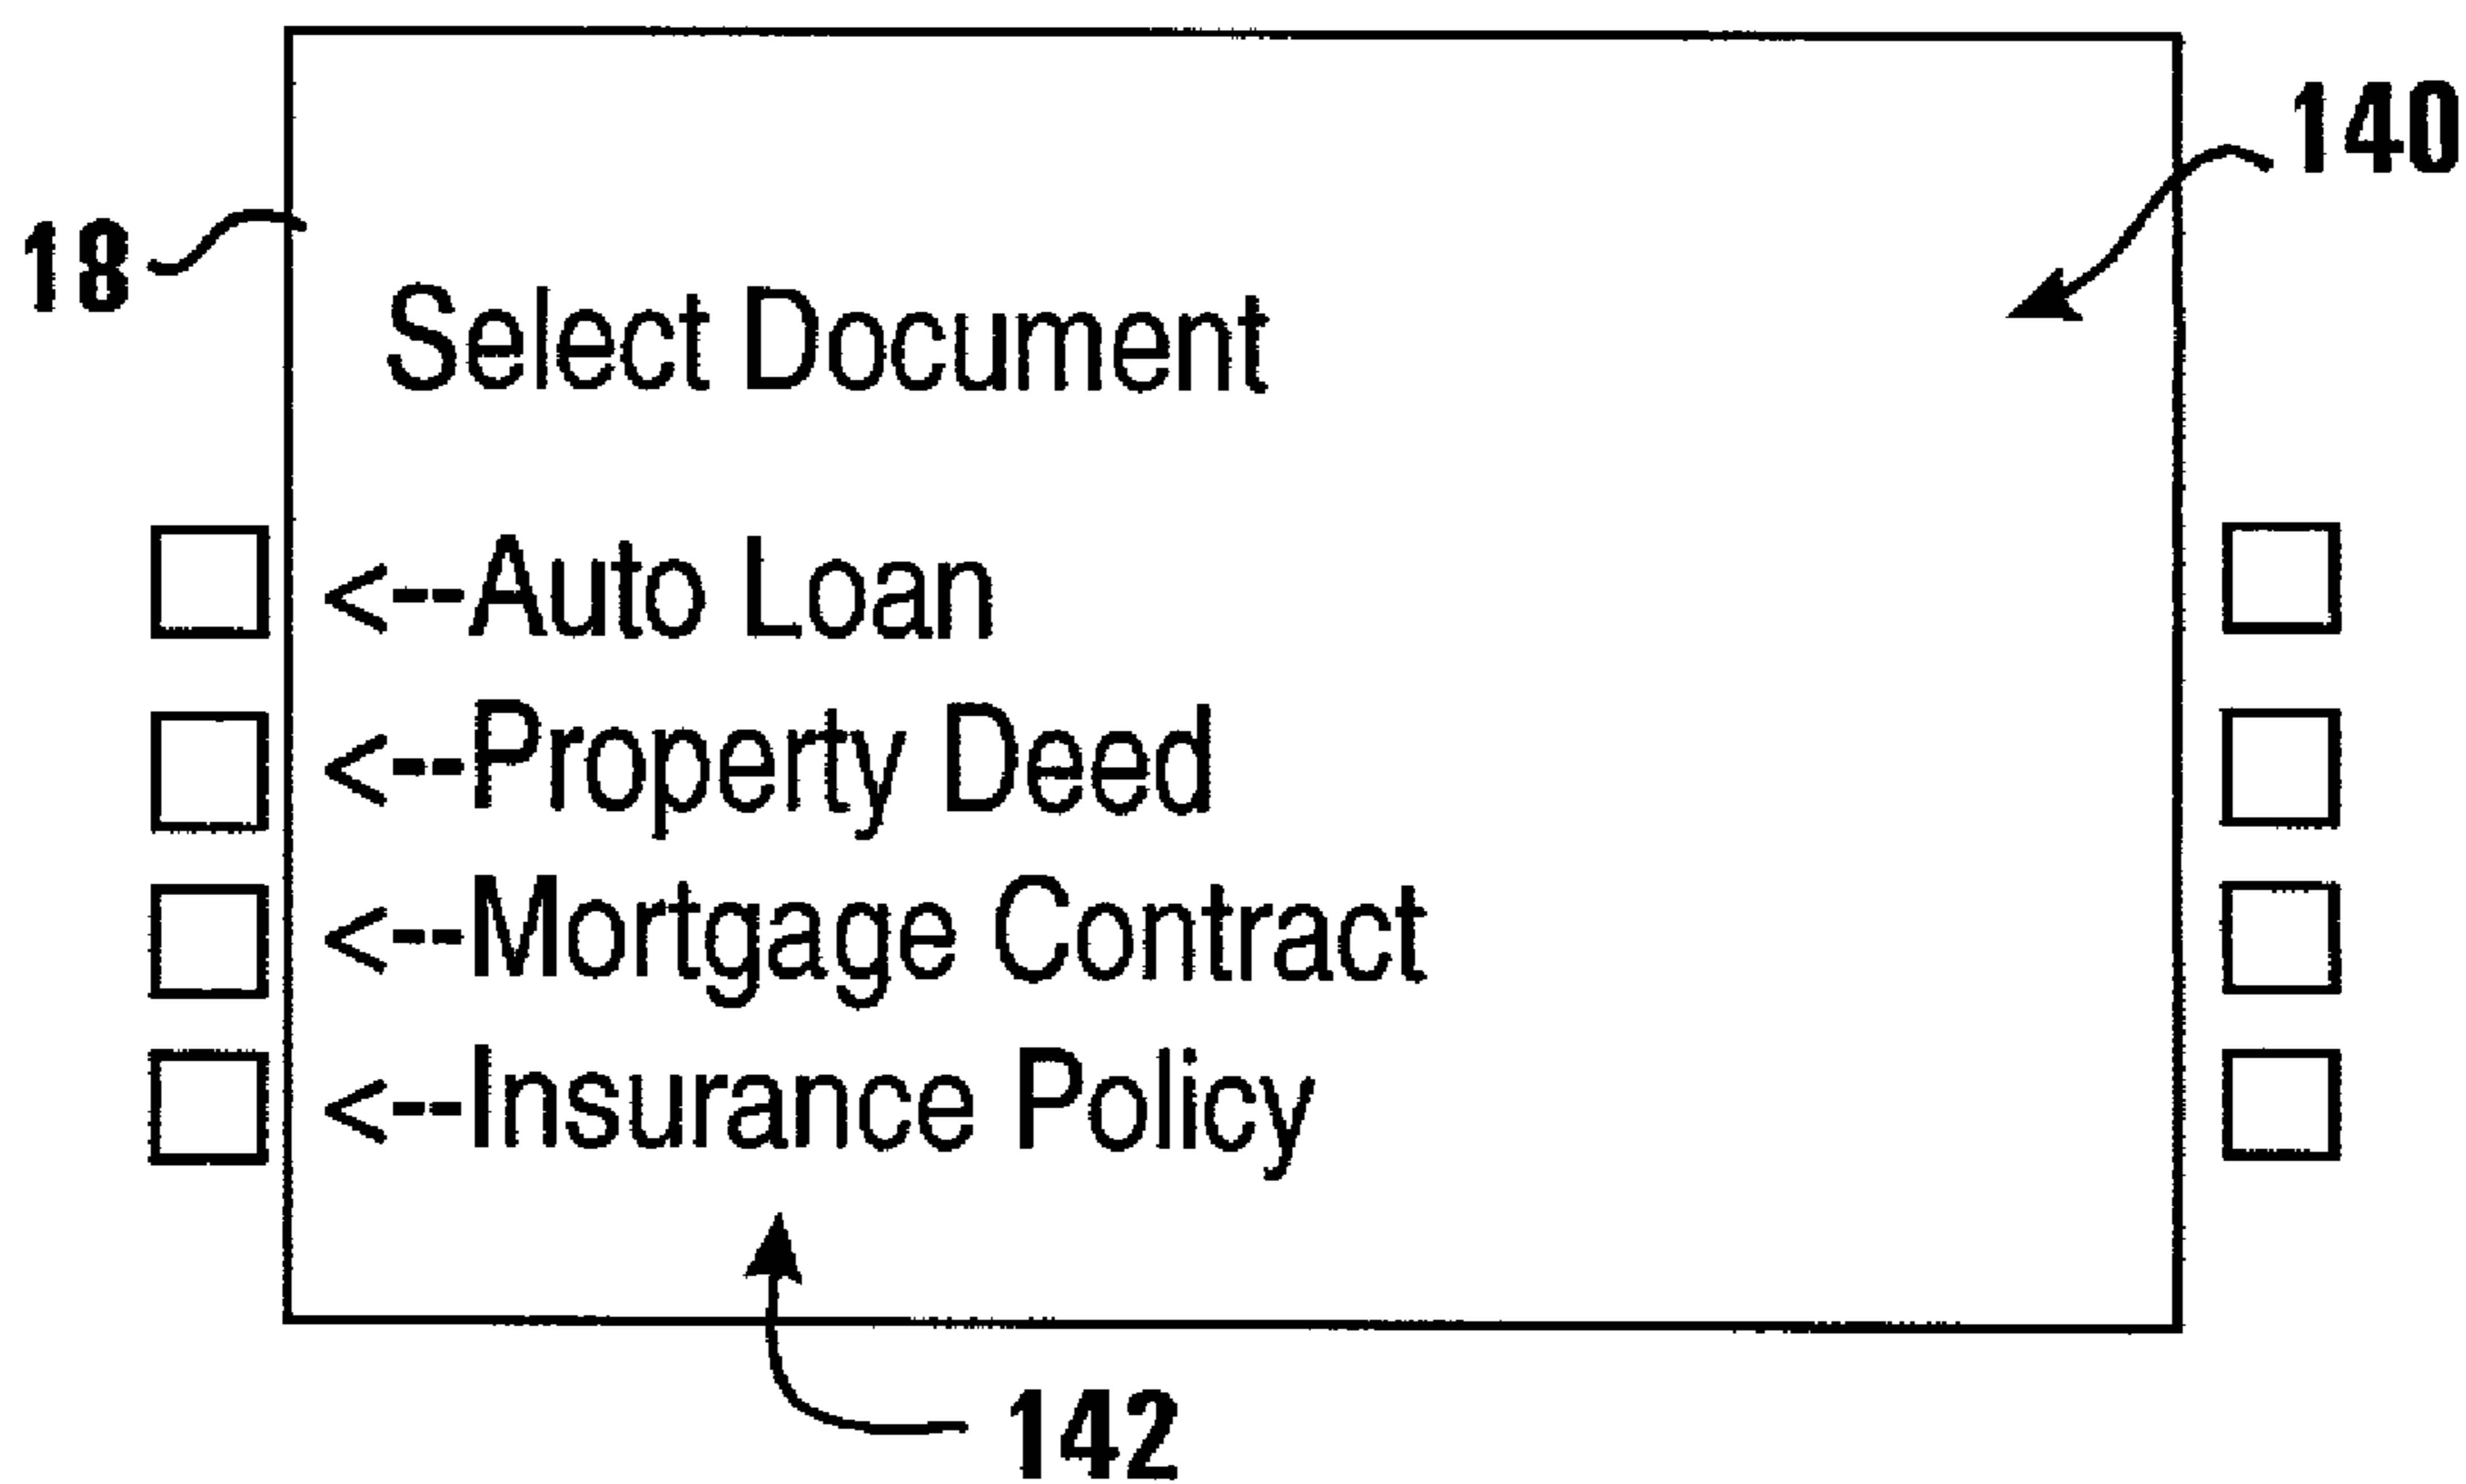 140
18
Select Document
<--Auto Loan
<--Property Deed
<--Mortgage Contract
<--Insurance Policy
142